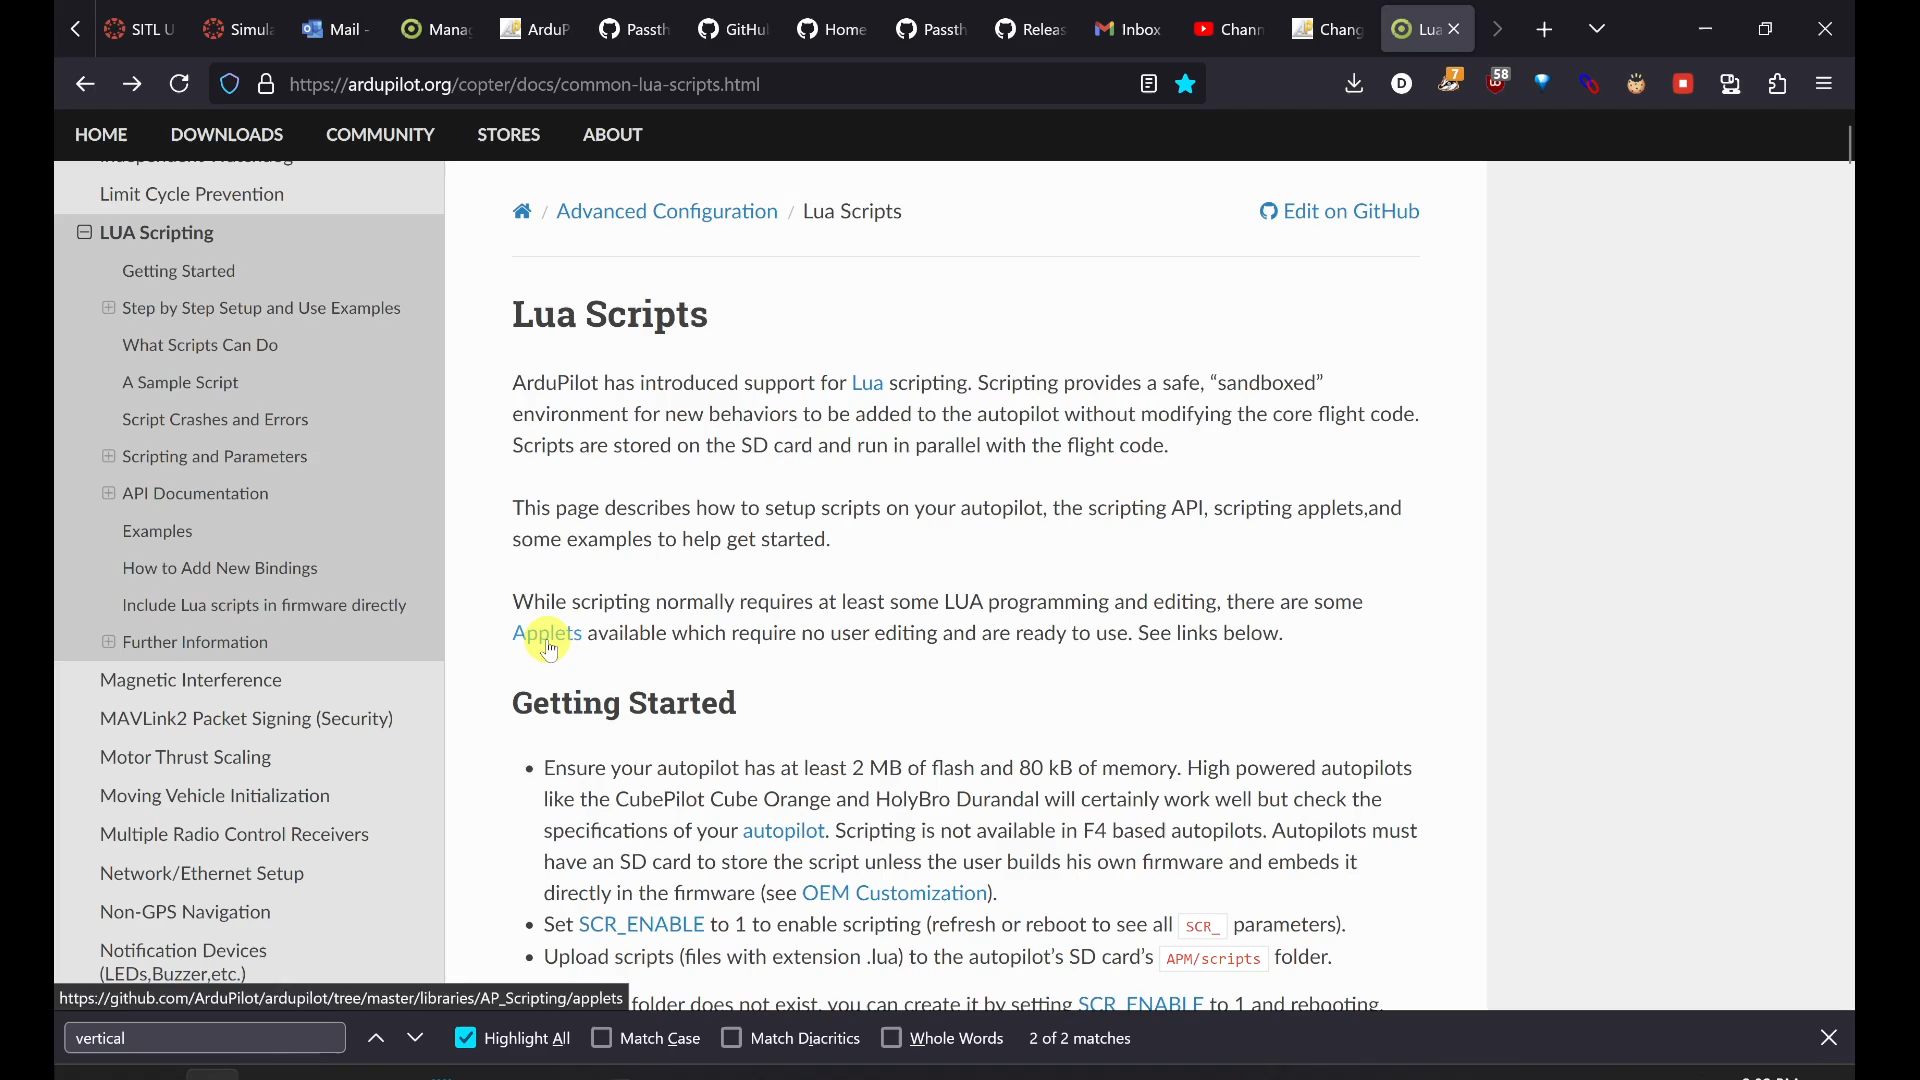 SITL U
Simula
Mail -
Mana
ArduP
Passth
GitHu
Home
Passth
Releas
Inbox
Chann
Chang
Lua
https://ardupilot.org/copter/docs/common-lua-scripts.html
7
58
HOME
DOWNLOADS
COMMUNITY
STORES
ABOUT
Limit Cycle Prevention
LUA Scripting
Getting Started
Step by Step Setup and Use Examples
What Scripts Can Do
A Sample Script
Script Crashes and Errors
Scripting and Parameters
API Documentation
Examples
How to Add New Bindings
Include Lua scripts in firmware directly
Further Information
Magnetic Interference
MAVLink2 Packet Signing (Security)
Motor Thrust Scaling
Moving Vehicle Initialization
Multiple Radio Control Receivers
Network/Ethernet Setup
Non-GPS Navigation
Notification Devices
(LEDs,Buzzer,etc.)
/ Advanced Configuration / Lua Scripts
Edit on GitHub
Lua Scripts
ArduPilot has introduced support for Lua scripting. Scripting provides a safe, “sandboxed”
environment for new behaviors to be added to the autopilot without modifying the core flight code.
Scripts are stored on the SD card and run in parallel with the flight code.
This page describes how to setup scripts on your autopilot, the scripting API, scripting applets,and
some examples to help get started.
While scripting normally requires at least some LUA programming and editing, there are some
Applets available which require no user editing and are ready to use. See links below.
Getting Started
• Ensure your autopilot has at least 2 MB of flash and 80 kB of memory. High powered autopilots
like the CubePilot Cube Orange and HolyBro Durandal will certainly work well but check the
specifications of your autopilot. Scripting is not available in F4 based autopilots. Autopilots must
have an SD card to store the script unless the user builds his own firmware and embeds it
directly in the firmware (see OEM Customization).
• Set SCR_ENABLE to 1 to enable scripting (refresh or reboot to see all SCR_ parameters).
• Upload scripts (files with extension .lua) to the autopilot’s SD card’s APM/scripts folder.
folder does not exist, you can create it by setting SCR_ENABLE to 1 and rebooting.
https://github.com/ArduPilot/ardupilot/tree/master/libraries/AP_Scripting/applets
vertical
Highlight All
Match Case
Match Diacritics
Whole Words
2 of 2 matches